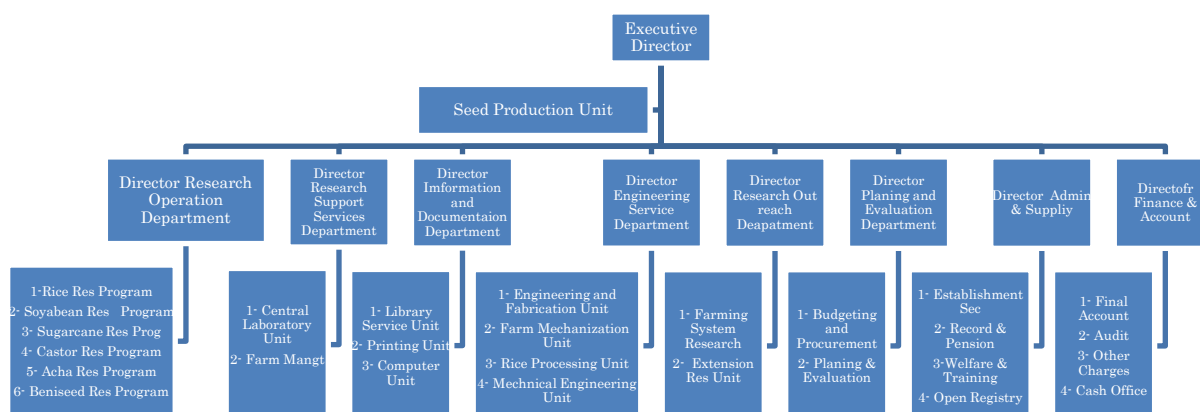 Executive
Director
Seed Production Unit
Director Research
Operation
Department
Director
Research
Support
Services
Department
Director
Imformation
and
Documentaion
Department
Director
Engineering
Service
Department
Director
Research Out
reach
Deapatment
Director
Planing and
Evaluation
Department
Director Admin
& Suppliy
Directofr
Finance &
Account
1-Rice Res Program
2- Soyabean Res Program
3- Sugarcane Res Prog
4- Castor Res Program
5- Acha Res Program
6- Beniseed Res Program
1- Central
Laboratory
Unit
2- Farm Mangt
1- Library
Service Unit
2- Printing Unit
3- Computer
Unit
1- Engineering and
Fabrication Unit
2- Farm Mechanization
Unit
3- Rice Processing Unit
4- Mechnical Engineering
Unit
1- Farming
System
Research
2- Extension
Res Unit
1- Budgeting
and
Procurement
2- Planing &
Evaluation
1- Establishment
Sec
2- Record &
Pension
3-Welfare &
Training
4- Open Registry
1- Final
Account
2- Audit
3- Other
Charges
4- Cash Office